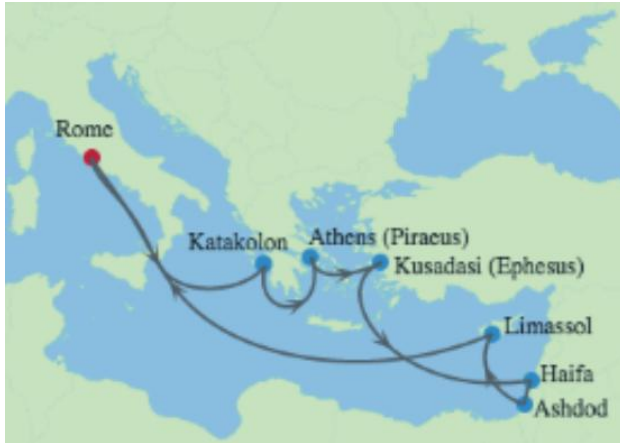 Rome
Katakolon
Athens (Piraeus)
Kusadasi (Ephesus)
Limassol
Haifa
Ashdod